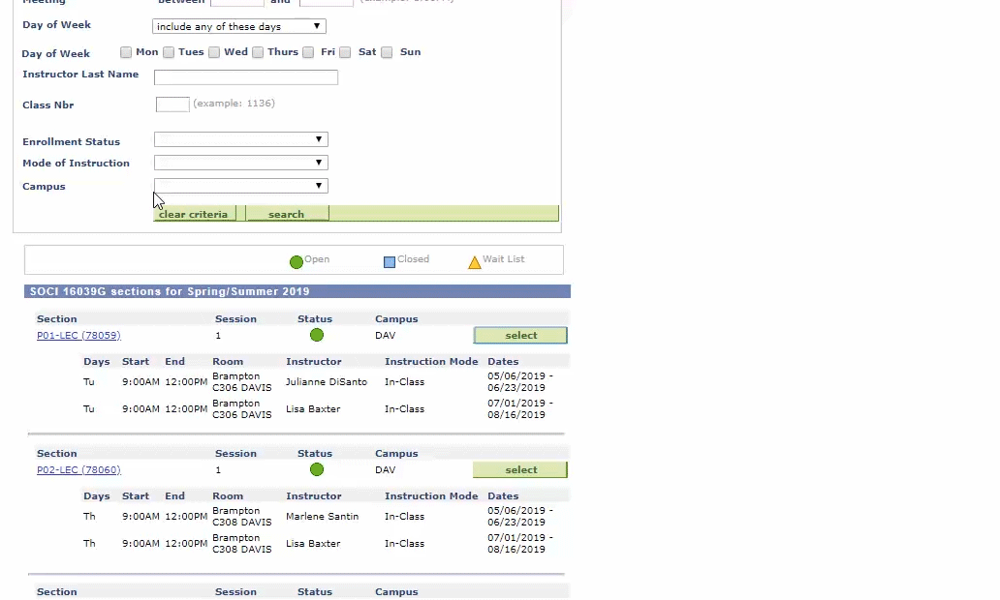 Meeting between and
Day of Week include any of these days
Day of Week Mon Tues Wed Thurs Fri Sat Sun
Instructor Last Name
Class Nbr (example: 1136)
Enrollment Status
Mode of Instruction
Campus
clear criteria search
Open Closed Wait List
SOCI 16039G sections for Spring/Summer 2019
Section Session Status Campus
P01-LEC (78059) 1 DAV select
Days Start End Room Instructor Instruction Mode Dates
Tu 9:00AM 12:00PM Brampton C306 DAVIS Julianne DiSanto In-Class 05/06/2019 - 06/23/2019
Tu 9:00AM 12:00PM Brampton C306 DAVIS Lisa Baxter In-Class 07/01/2019 - 08/16/2019
Section Session Status Campus
P02-LEC (78060) 1 DAV select
Days Start End Room Instructor Instruction Mode Dates
Th 9:00AM 12:00PM Brampton C308 DAVIS Marlene Santin In-Class 05/06/2019 - 06/23/2019
Th 9:00AM 12:00PM Brampton C308 DAVIS Lisa Baxter In-Class 07/01/2019 - 08/16/2019
Section Session Status Campus